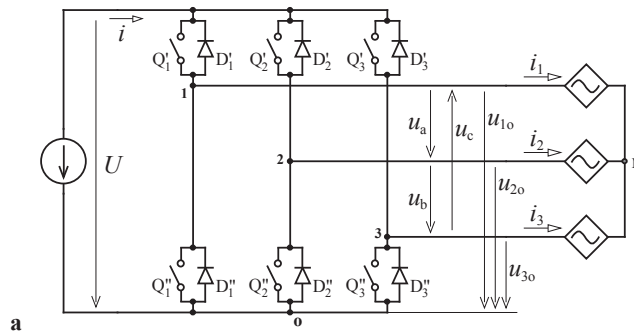 i
Q'1 D'1 Q'2 D'2 Q'3 D'3
1 i1
ua uc u1o
U 2 i2
ub u2o
3 i3
u3o
Q"1 D"1 Q"2 D"2 Q"3 D"3
a o